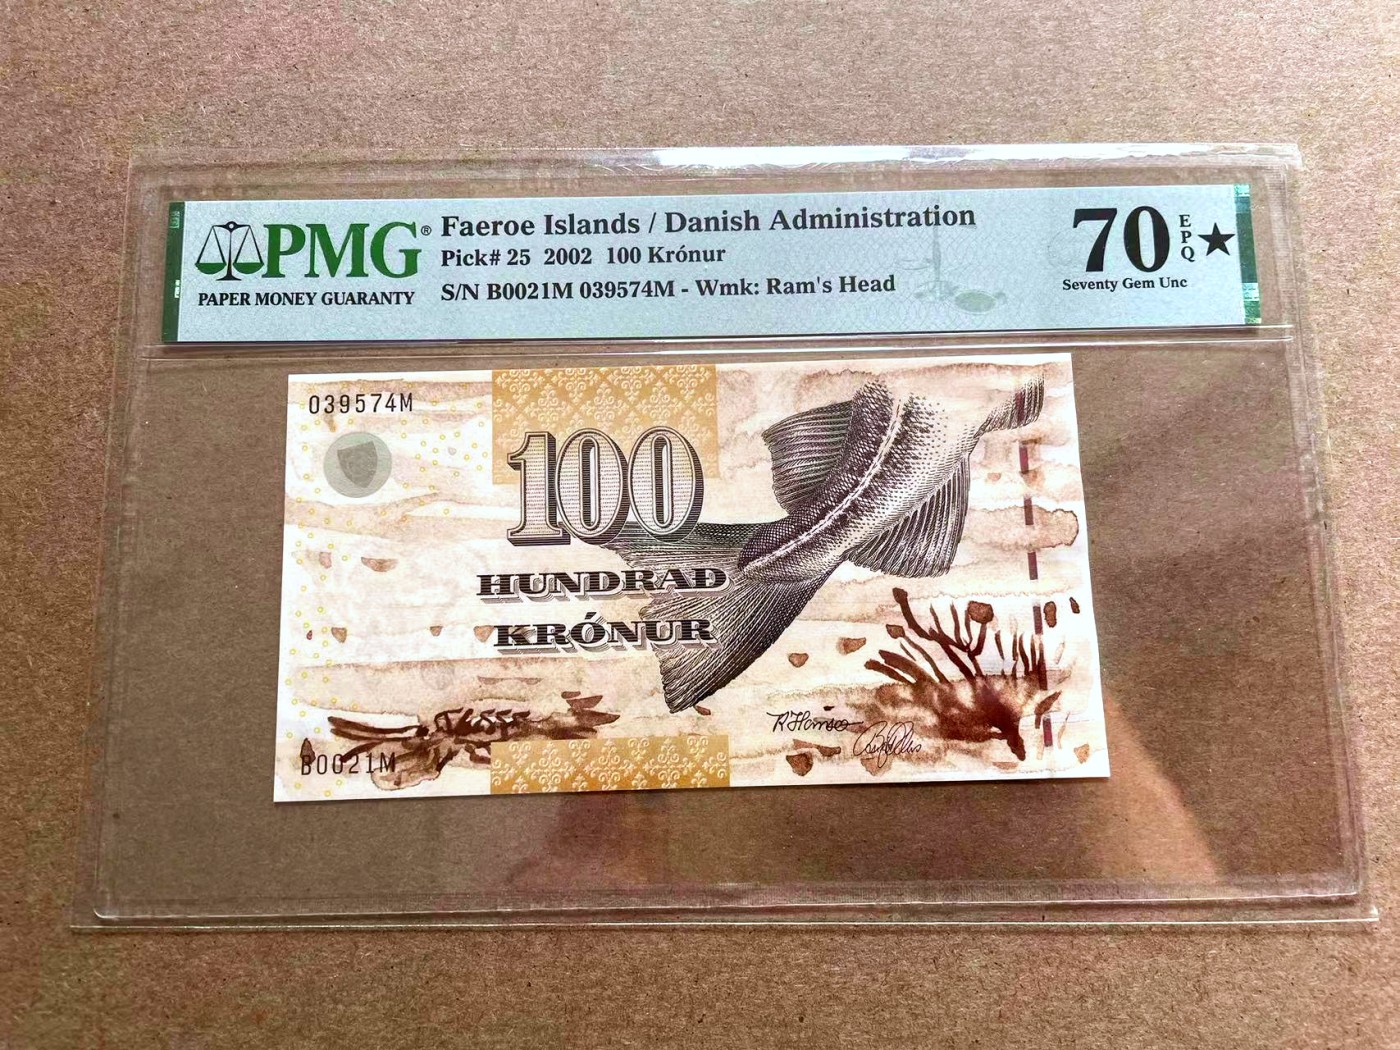 PMG®
PAPER MONEY GUARANTY
Faeroe Islands / Danish Administration
Pick# 25 2002 100 Krónur
S/N B0021M 039574M - Wmk: Ram's Head
70 EPQ ★
Seventy Gem Unc
039574M
100
HUNDRAÐ
KRÓNUR
B0021M